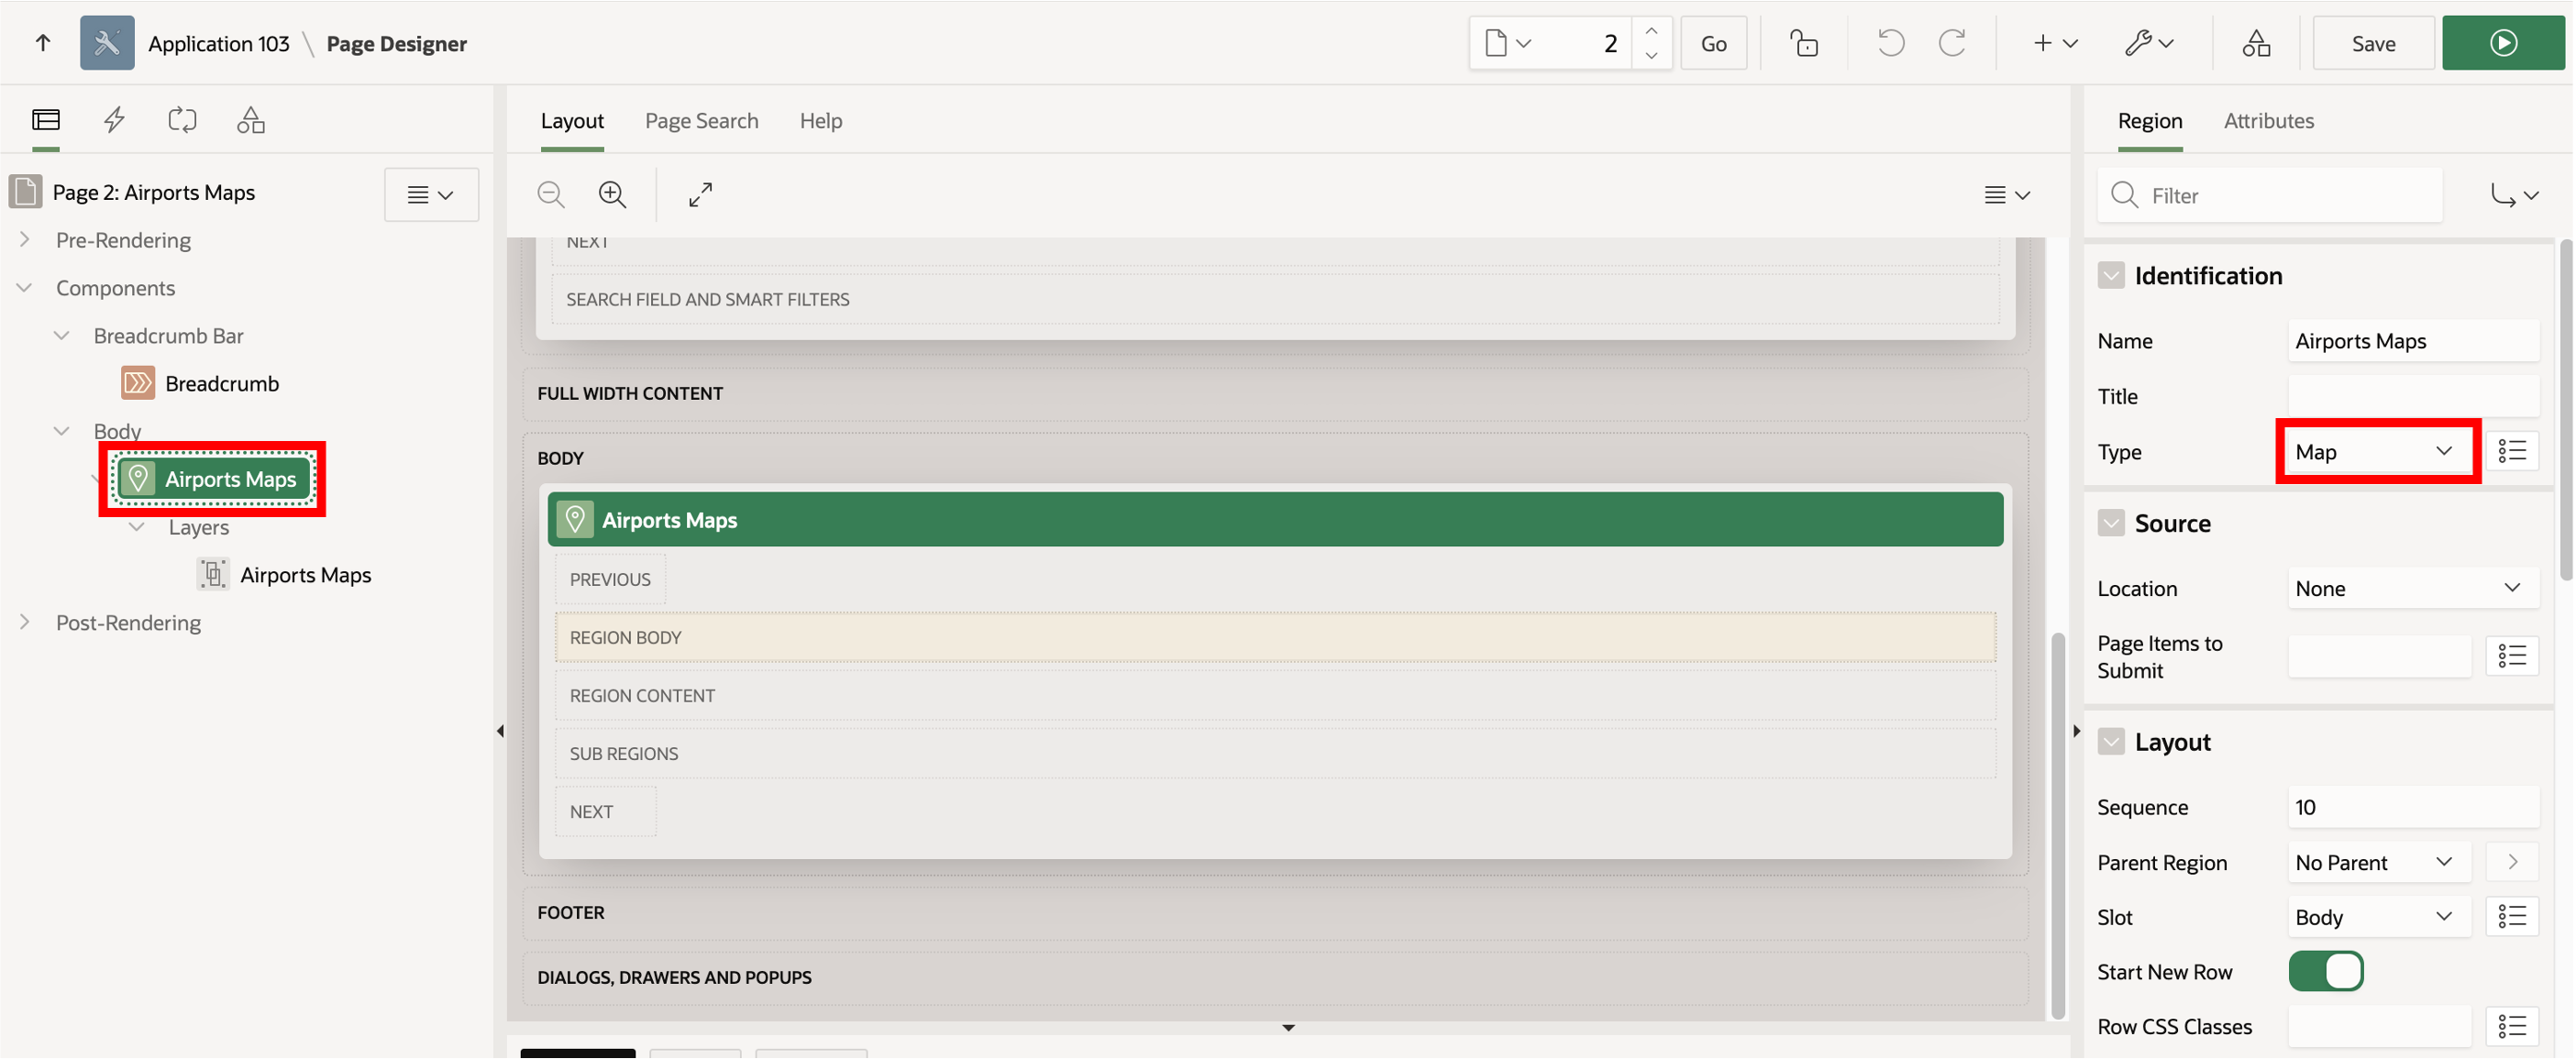 Application 103 \ Page Designer
2
Go
Save
Layout
Page Search
Help
Region
Attributes
Page 2: Airports Maps
Pre-Rendering
Components
Breadcrumb Bar
Breadcrumb
Body
Airports Maps
Layers
Airports Maps
Post-Rendering
NEXT
SEARCH FIELD AND SMART FILTERS
FULL WIDTH CONTENT
BODY
Airports Maps
PREVIOUS
REGION BODY
REGION CONTENT
SUB REGIONS
NEXT
FOOTER
DIALOGS, DRAWERS AND POPUPS
Filter
Identification
Name
Airports Maps
Title
Type
Map
Source
Location
None
Page Items to
Submit
Layout
Sequence
10
Parent Region
No Parent
Slot
Body
Start New Row
Row CSS Classes